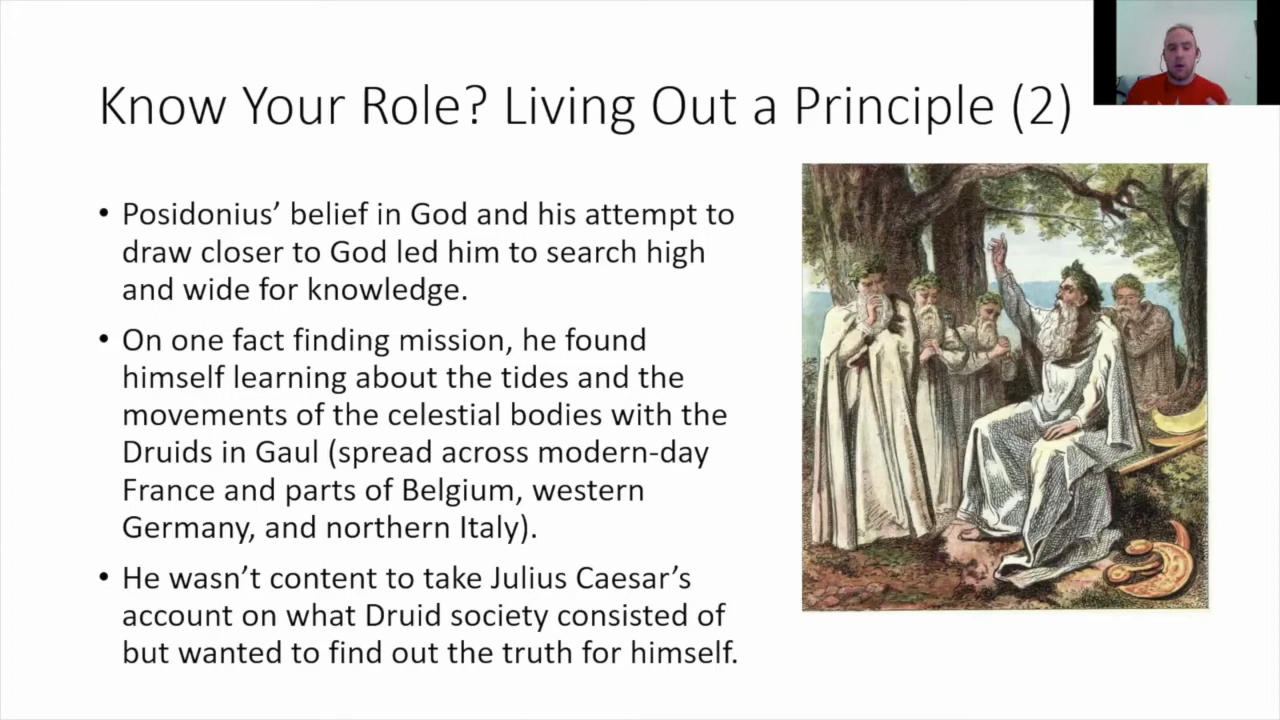 Know Your Role? Living Out a Principle (2)
• Posidonius’ belief in God and his attempt to
draw closer to God led him to search high
and wide for knowledge.
• On one fact finding mission, he found
himself learning about the tides and the
movements of the celestial bodies with the
Druids in Gaul (spread across modern-day
France and parts of Belgium, western
Germany, and northern Italy).
• He wasn’t content to take Julius Caesar’s
account on what Druid society consisted of
but wanted to find out the truth for himself.